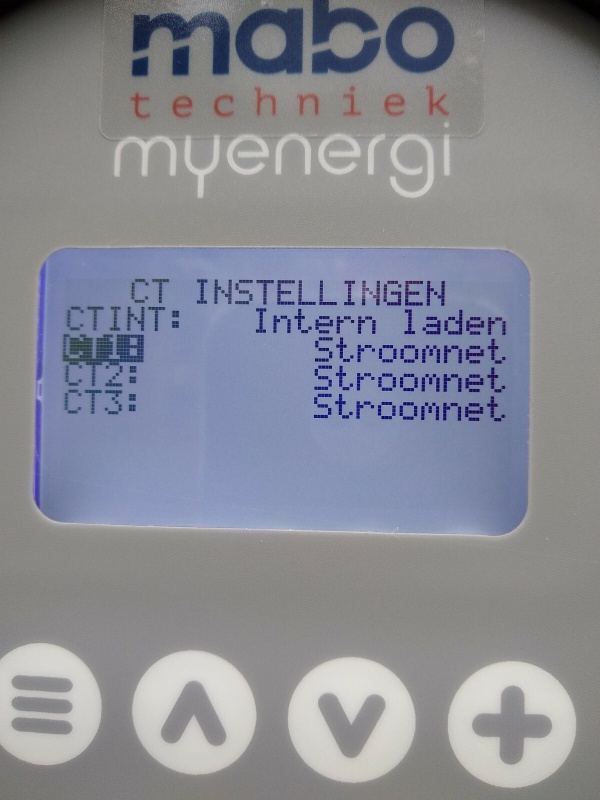 mabo
techniek
myenergi
CT INSTELLINGEN
CTINT: Intern laden
CT1: Stroomnet
CT2: Stroomnet
CT3: Stroomnet